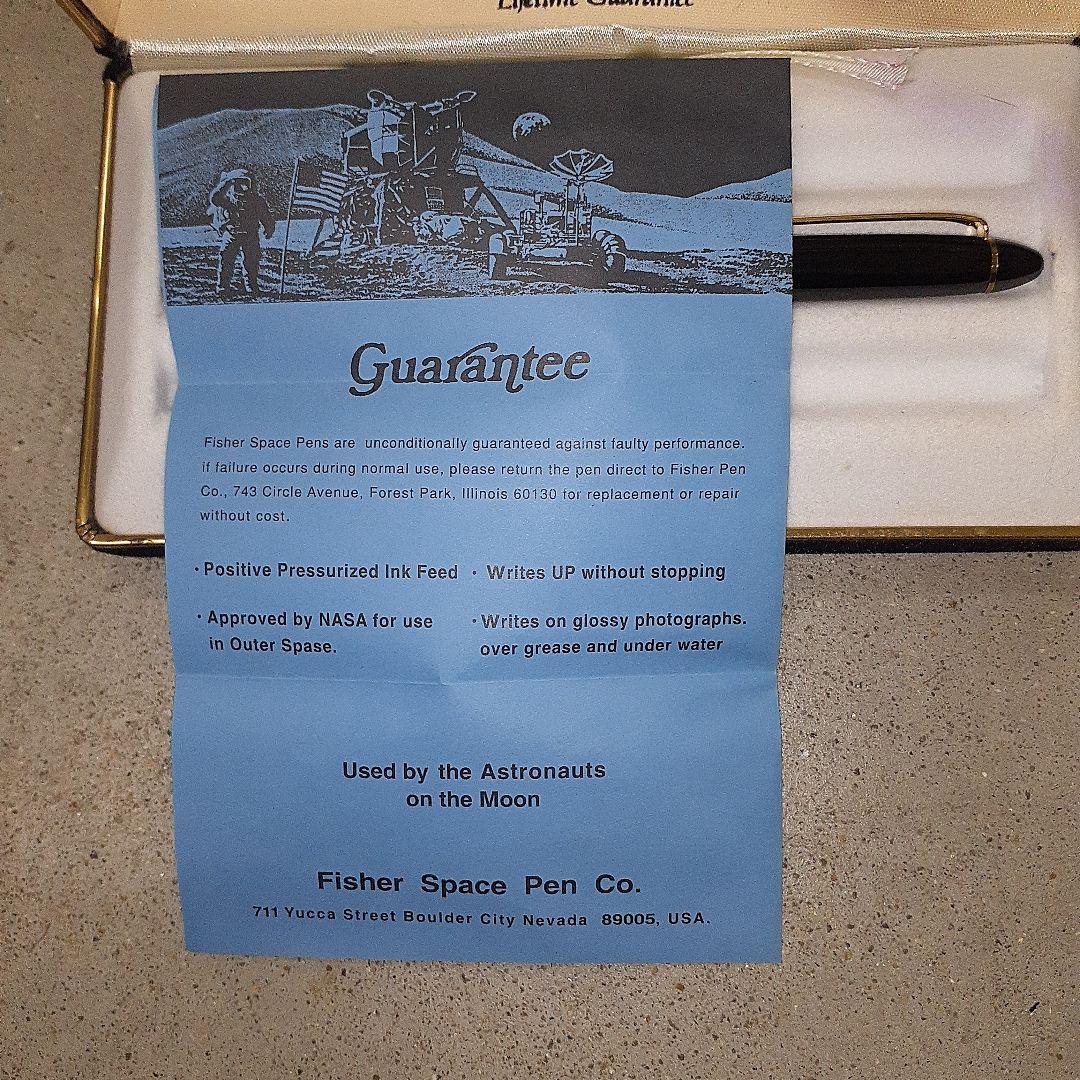 Lifetime Guarantee
Guarantee
Fisher Space Pens are unconditionally guaranteed against faulty performance.
If failure occurs during normal use, please return the pen direct to Fisher Pen
Co., 743 Circle Avenue, Forest Park, Illinois 60130 for replacement or repair
without cost.
· Positive Pressurized Ink Feed · Writes UP without stopping
· Approved by NASA for use · Writes on glossy photographs.
in Outer Spase. over grease and under water
Used by the Astronauts
on the Moon
Fisher Space Pen Co.
711 Yucca Street Boulder City Nevada 89005, USA.